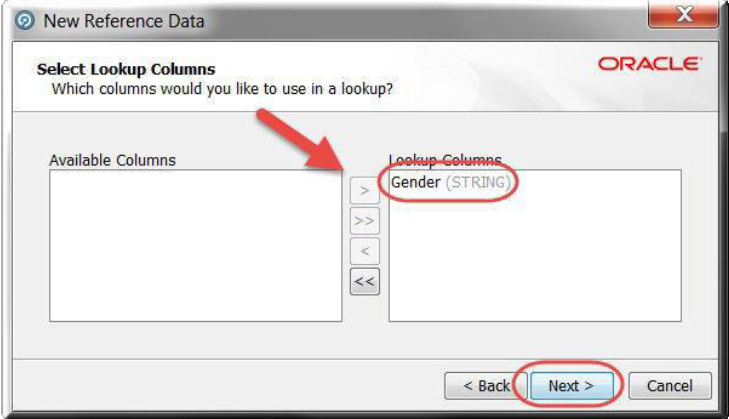 New Reference Data
X
Select Lookup Columns
Which columns would you like to use in a lookup?
ORACLE
Available Columns
Lookup Columns
Gender (STRING)
>
>>
<
<<
< Back
Next >
Cancel